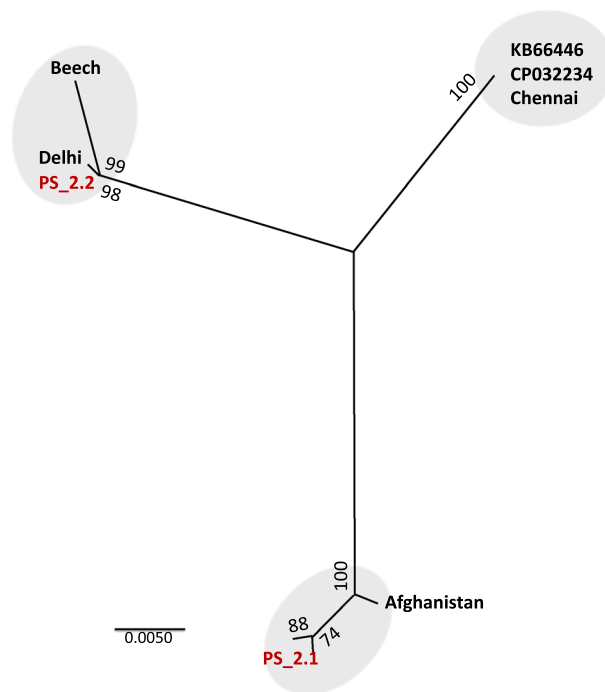 KB66446
CP032234
Chennai
100
Beech
Delhi
PS_2.2
99
98
100
Afghanistan
88
74
PS_2.1
0.0050